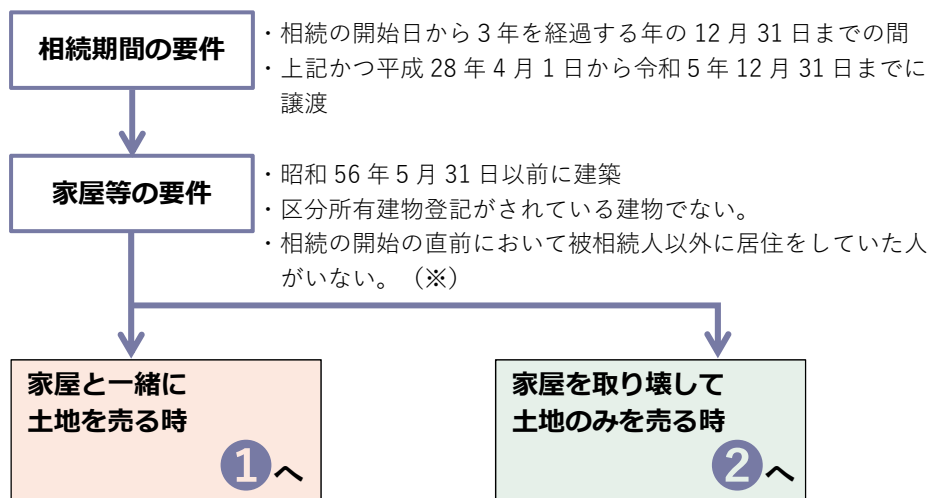 相続期間の要件
・相続の開始日から3年を経過する年の12月31日までの間
・上記かつ平成28年4月1日から令和5年12月31日までに
譲渡
家屋等の要件
・昭和56年5月31日以前に建築
・区分所有建物登記がされている建物でない。
・相続の開始の直前において被相続人以外に居住をしていた人
がいない。（※）
家屋と一緒に
土地を売る時
❶へ
家屋を取り壊して
土地のみを売る時
❷へ